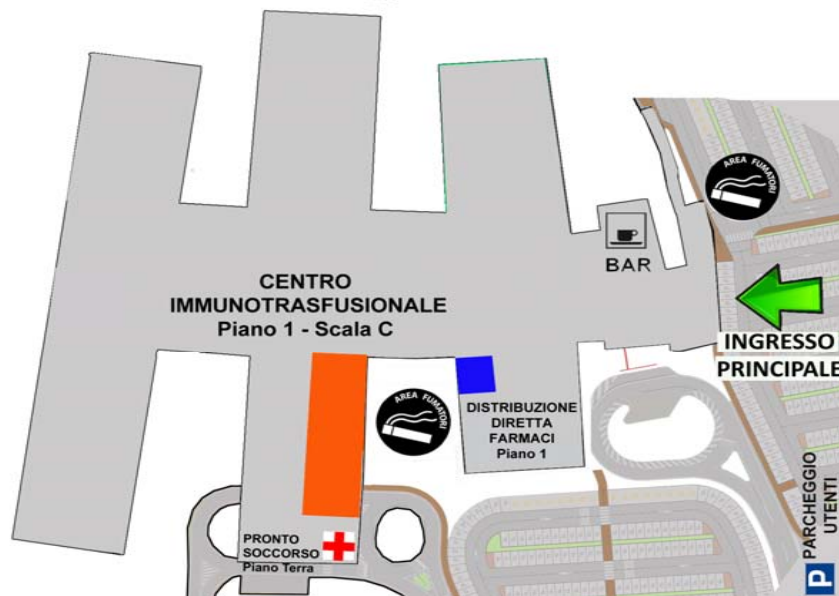 AREA FUMATORI
BAR
CENTRO
IMMUNOTRASFUSIONALE
Piano 1 - Scala C
INGRESSO
PRINCIPALE
AREA FUMATORI
DISTRIBUZIONE
DIRETTA
FARMACI
Piano 1
PRONTO
SOCCORSO
Piano Terra
P PARCHEGGIO
UTENTI